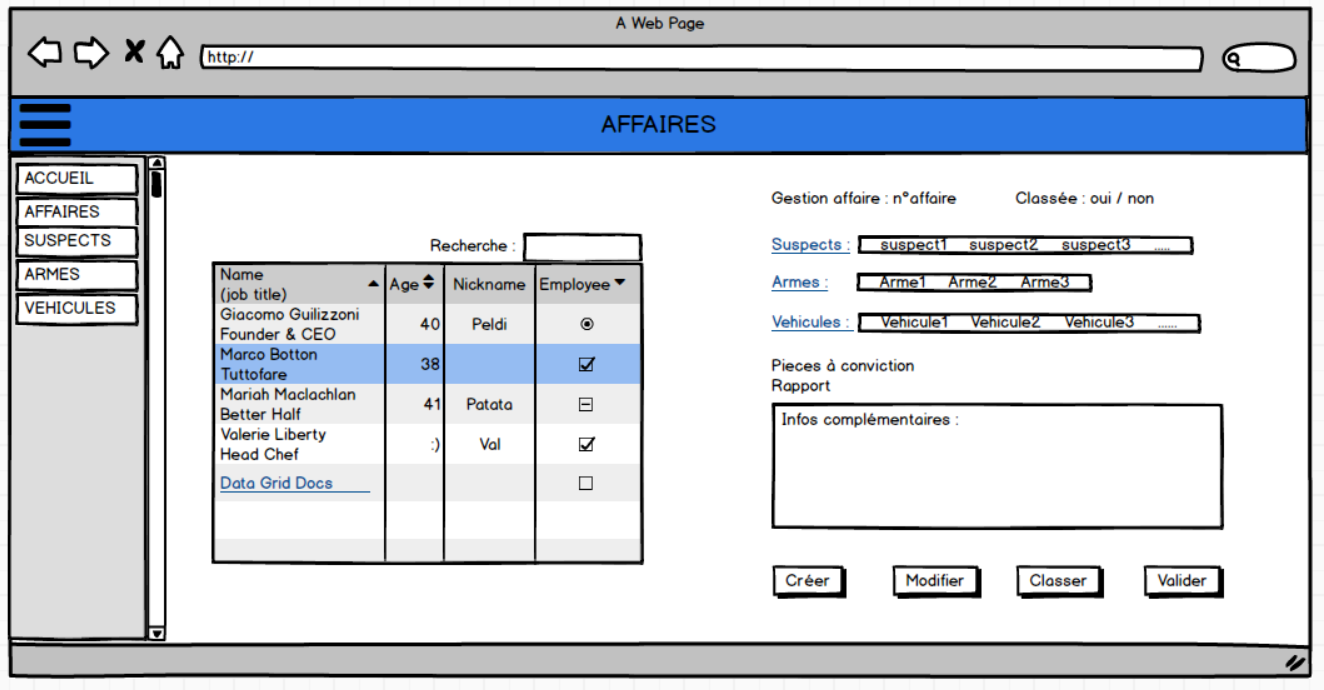 A Web Page
http://
AFFAIRES
ACCUEIL
AFFAIRES
SUSPECTS
ARMES
VEHICULES
Recherche :
Name
(job title)
Age
Nickname
Employee
Giacomo Guilizzoni
Founder & CEO
40
Peldi
Marco Botton
Tuttofare
38
Mariah Maclachlan
Better Half
41
Patata
Valerie Liberty
Head Chef
:)
Val
Data Grid Docs
Gestion affaire : n°affaire
Classée : oui / non
Suspects : suspect1 suspect2 suspect3 .....
Armes : Arme1 Arme2 Arme3
Vehicules : Vehicule1 Vehicule2 Vehicule3 ......
Pieces à conviction
Rapport
Infos complémentaires :
Créer
Modifier
Classer
Valider